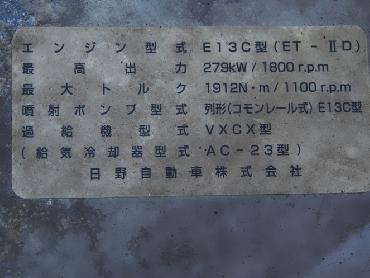 エンジン型式 E13C型(ET-ⅡD)
最高出力 279kW/1800r.p.m
最大トルク 1912N・m/1100r.p.m
噴射ポンプ型式 列形(コモンレール式)E13C型
過給機型式 VXCX型
(給気冷却器型式 AC-23型)
日野自動車株式会社